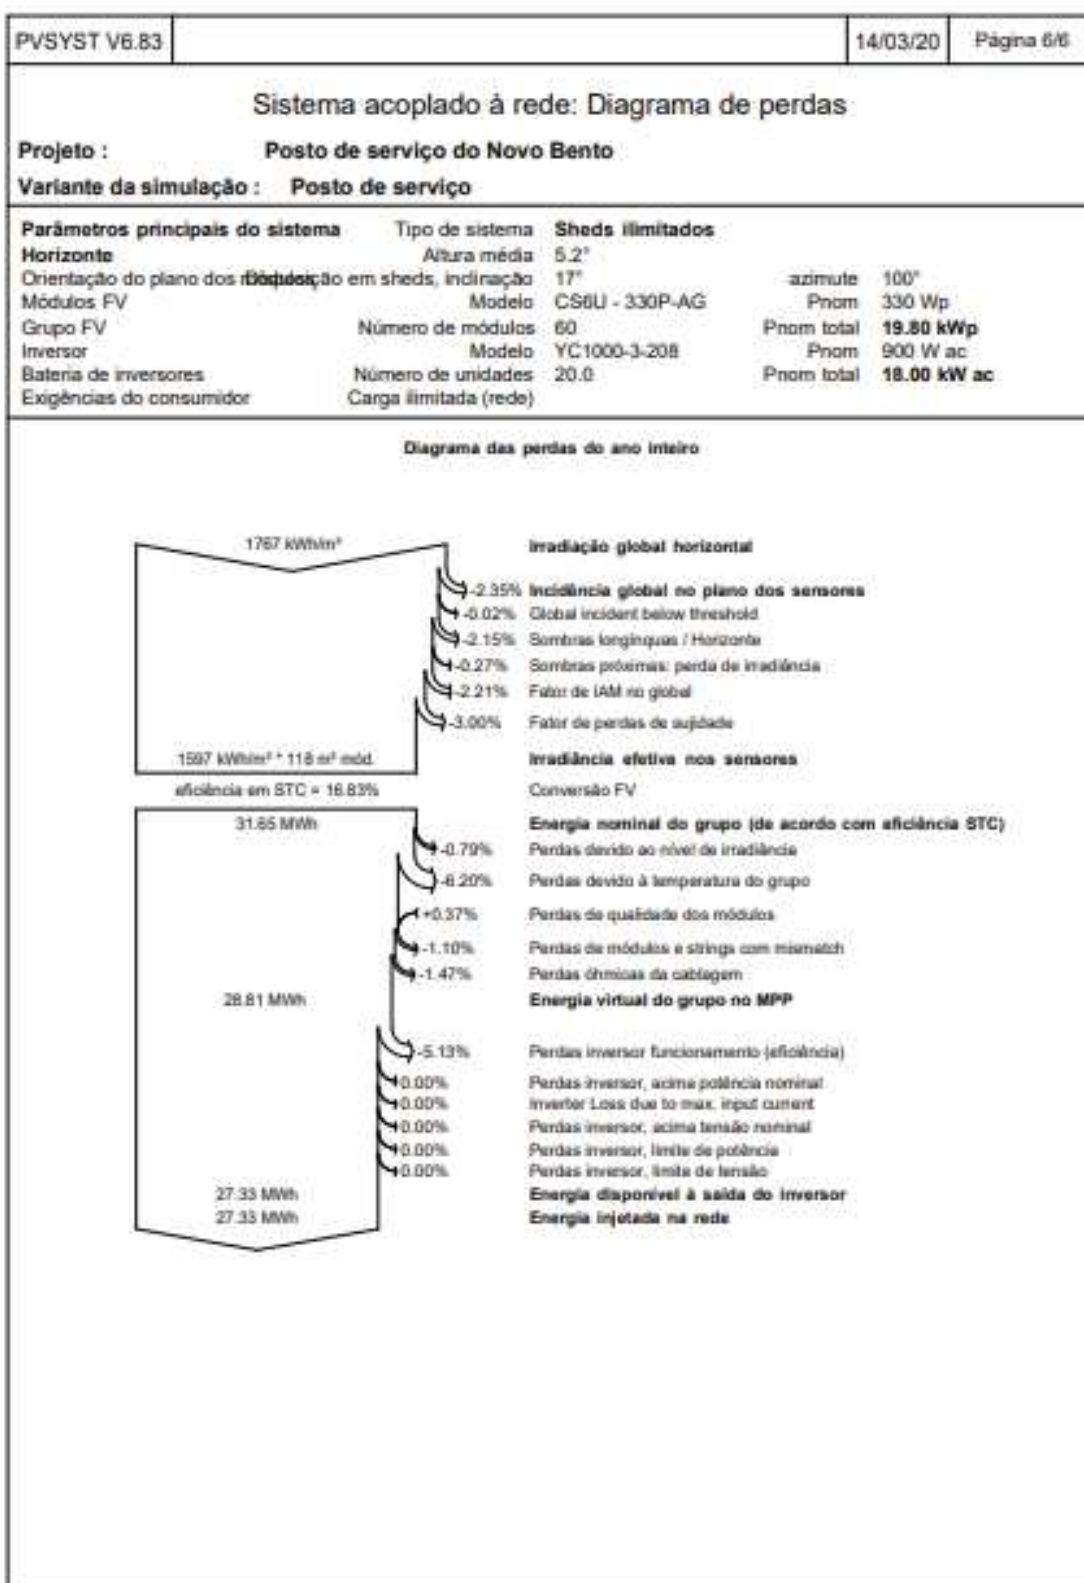 PVSYST V6.83 14/03/20 Página 6/6
Sistema acoplado à rede: Diagrama de perdas
Projeto : Posto de serviço do Novo Bento
Variante da simulação : Posto de serviço
Parâmetros principais do sistema Tipo de sistema Sheds ilimitados
Horizonte Altura média 5.2°
Orientação do plano dos em sheds, inclinação 17° azimute 100°
Módulos FV Modelo CS6U - 330P-AG Pnom 330 Wp
Grupo FV Número de módulos 60 Pnom total 19.80 kWp
Inversor Modelo YC1000-3-208 Pnom 900 W ac
Bateria de inversores Número de unidades 20.0 Pnom total 18.00 kW ac
Exigências do consumidor Carga ilimitada (rede)
Diagrama das perdas do ano inteiro
1767 kWh/m² Irradiação global horizontal
-2.35% Incidência global no plano dos sensores
-0.02% Global incident below threshold
-2.15% Sombras longínquas / Horizonte
-0.27% Sombras próximas: perda de irradiância
-2.21% Fator de IAM no global
-3.00% Fator de perdas de sujidade
1597 kWh/m² * 118 m² mód. Irradiância efetiva nos sensores
eficiência em STC = 16.83% Conversão FV
31.65 MWh Energia nominal do grupo (de acordo com eficiência STC)
-0.79% Perdas devido ao nível de irradiância
-6.20% Perdas devido à temperatura do grupo
+0.37% Perdas de qualidade dos módulos
-1.10% Perdas de módulos e strings com mismatch
-1.47% Perdas óhmicas da cablagem
28.81 MWh Energia virtual do grupo no MPP
-5.13% Perdas inversor funcionamento (eficiência)
0.00% Perdas inversor, acima potência nominal
0.00% Inverter Loss due to max. input current
0.00% Perdas inversor, acima tensão nominal
0.00% Perdas inversor, limite de potência
0.00% Perdas inversor, limite de tensão
27.33 MWh Energia disponível à saída do inversor
27.33 MWh Energia injetada na rede